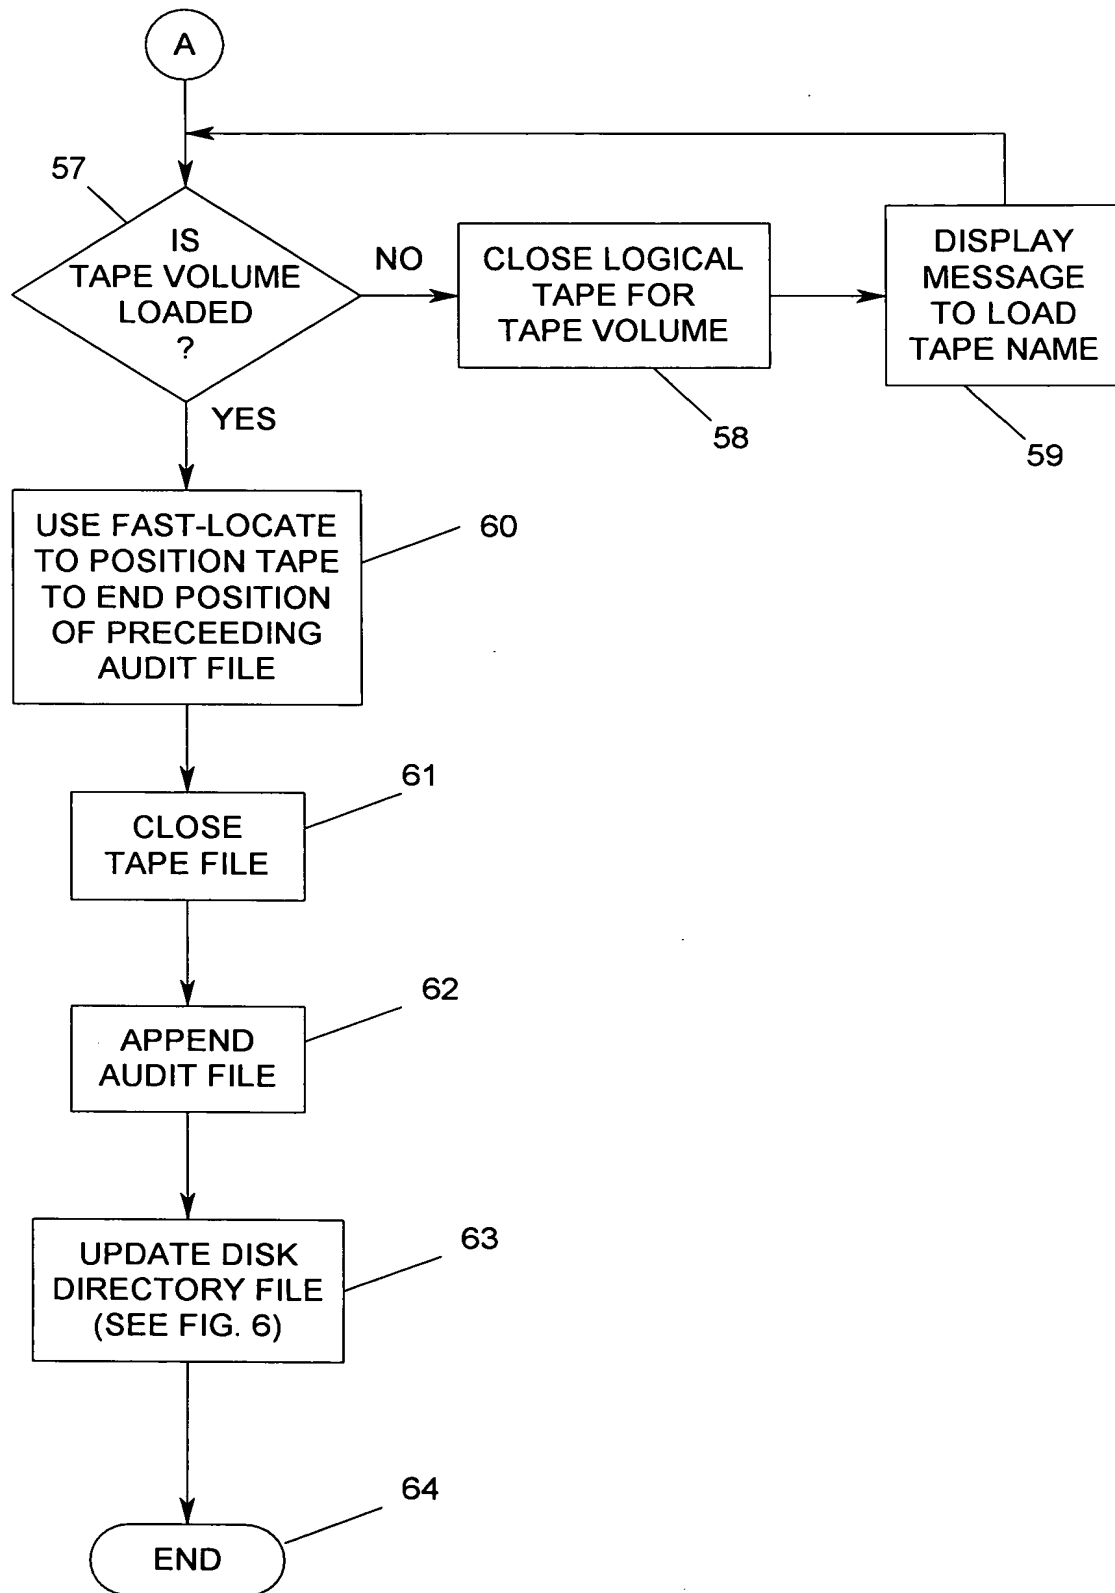 A
57
IS
TAPE VOLUME
LOADED
?
NO
CLOSE LOGICAL
TAPE FOR
TAPE VOLUME
58
DISPLAY
MESSAGE
TO LOAD
TAPE NAME
59
YES
USE FAST-LOCATE
TO POSITION TAPE
TO END POSITION
OF PRECEEDING
AUDIT FILE
60
CLOSE
TAPE FILE
61
APPEND
AUDIT FILE
62
UPDATE DISK
DIRECTORY FILE
(SEE FIG. 6)
63
END
64